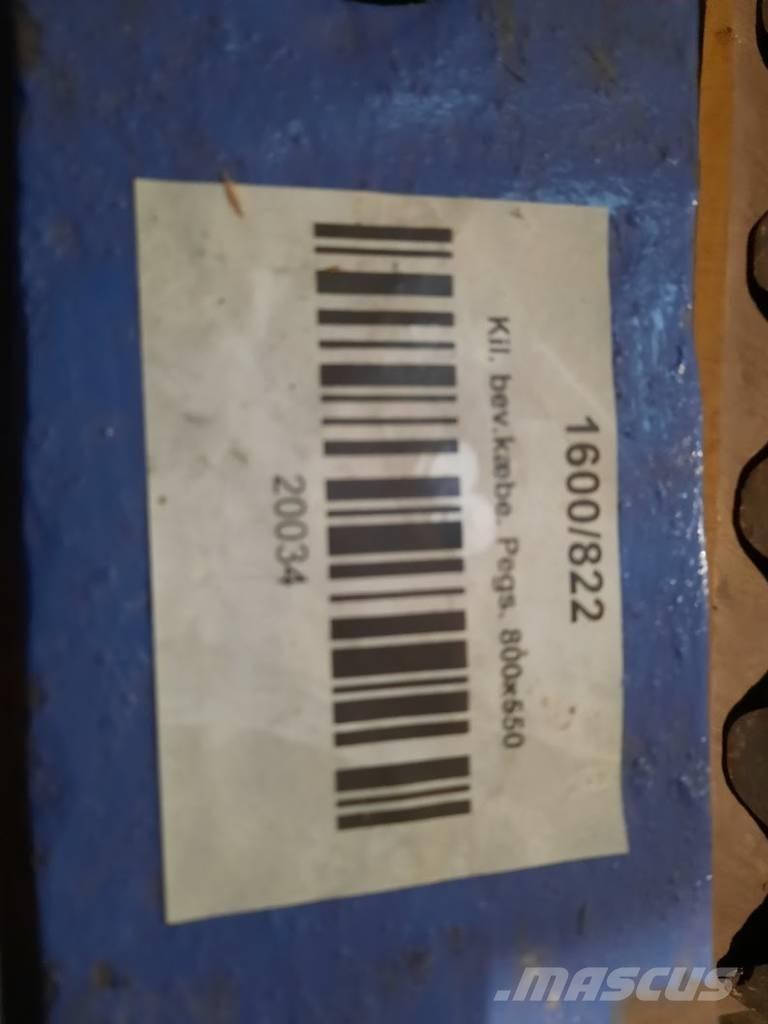 1600/822
Kil. bev.kæbe. Pegs. 800x550
20034
MASCUS